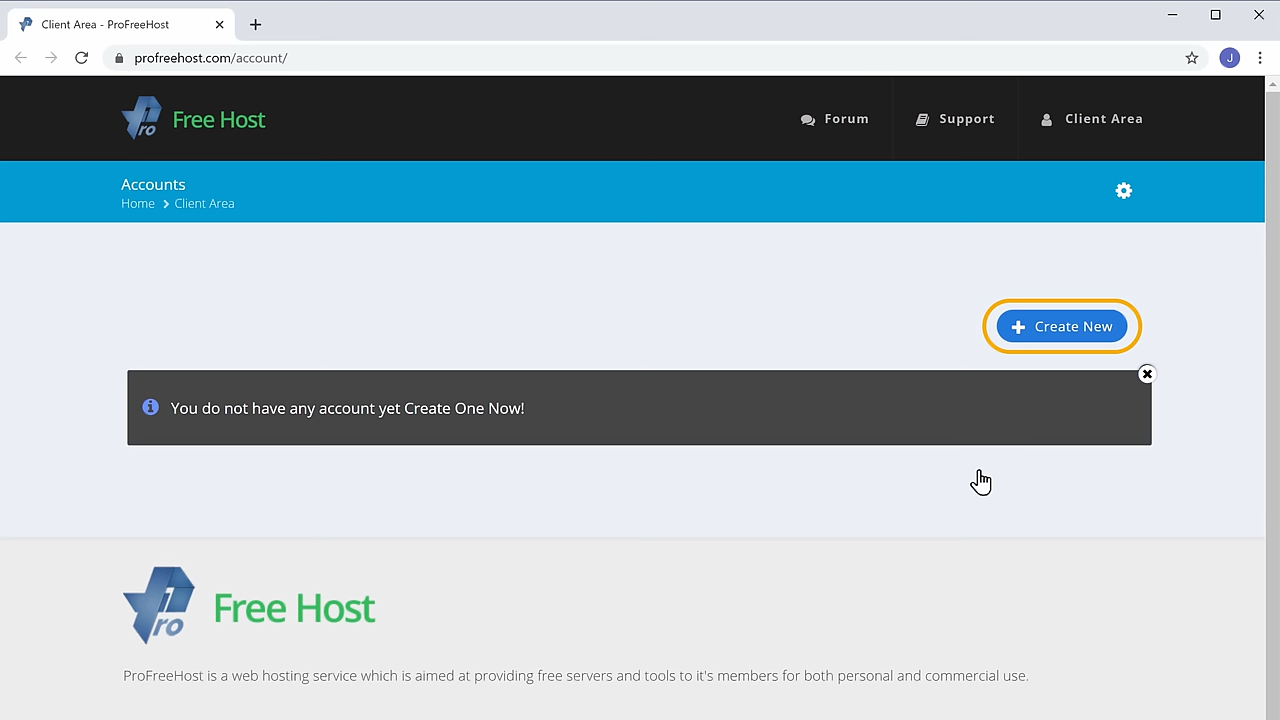 Client Area - ProFreeHost
profreehost.com/account/
J
Pro Free Host
Forum
Support
Client Area
Accounts
Home
Client Area
Create New
You do not have any account yet Create One Now!
Pro Free Host
ProFreeHost is a web hosting service which is aimed at providing free servers and tools to it's members for both personal and commercial use.